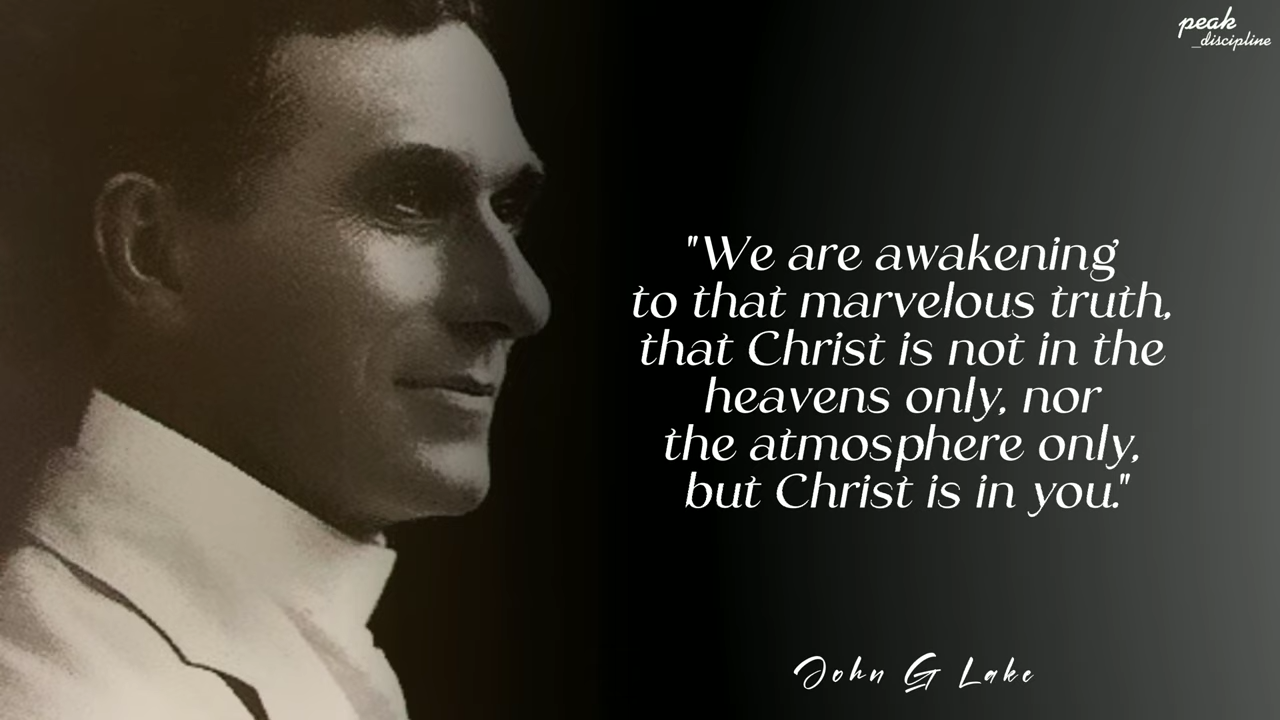 peak
_discipline
"We are awakening
to that marvelous truth,
that Christ is not in the
heavens only, nor
the atmosphere only,
but Christ is in you."
John G Lake